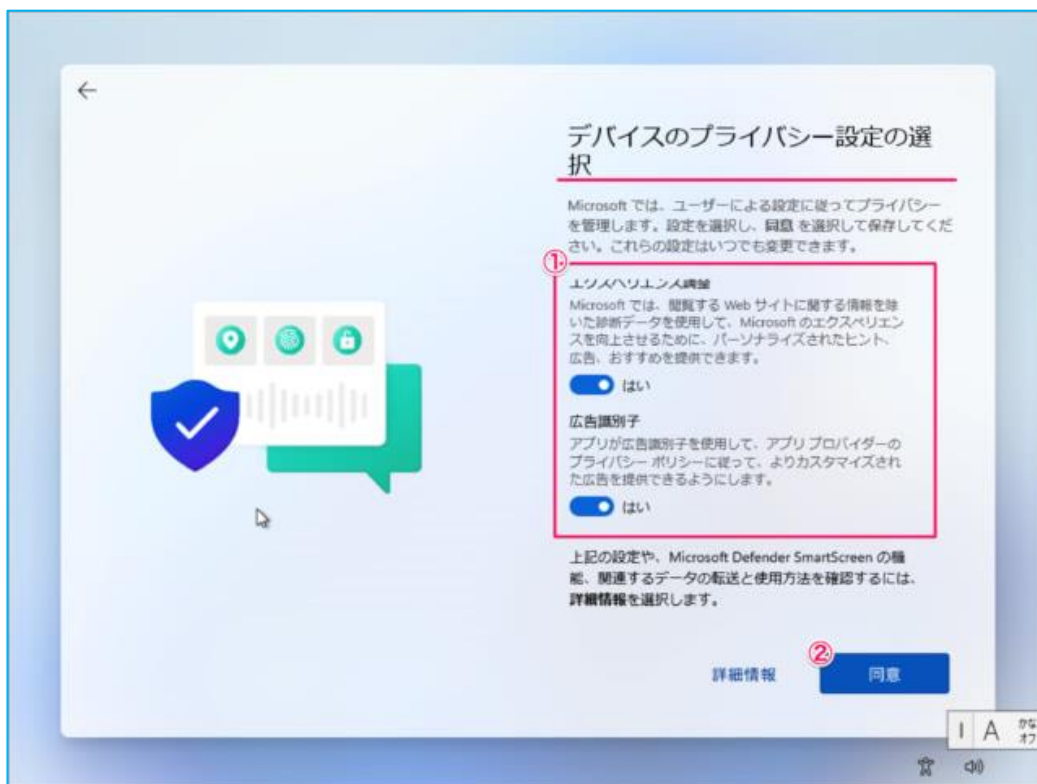 デバイスのプライバシー設定の選
択
Microsoft では、ユーザーによる設定に従ってプライバシー
を管理します。設定を選択し、同意 を選択して保存してくだ
さい。これらの設定はいつでも変更できます。
①
エクスペリエンス調整
Microsoft では、閲覧する Web サイトに関する情報を除
いた診断データを使用して、Microsoft のエクスペリエン
スを向上させるために、パーソナライズされたヒント、
広告、おすすめを提供できます。
はい
広告識別子
アプリが広告識別子を使用して、アプリ プロバイダーの
プライバシー ポリシーに従って、よりカスタマイズされ
た広告を提供できるようにします。
はい
上記の設定や、Microsoft Defender SmartScreen の機
能、関連するデータの転送と使用方法を確認するには、
詳細情報を選択します。
詳細情報
②
同意
A
かな
オフ